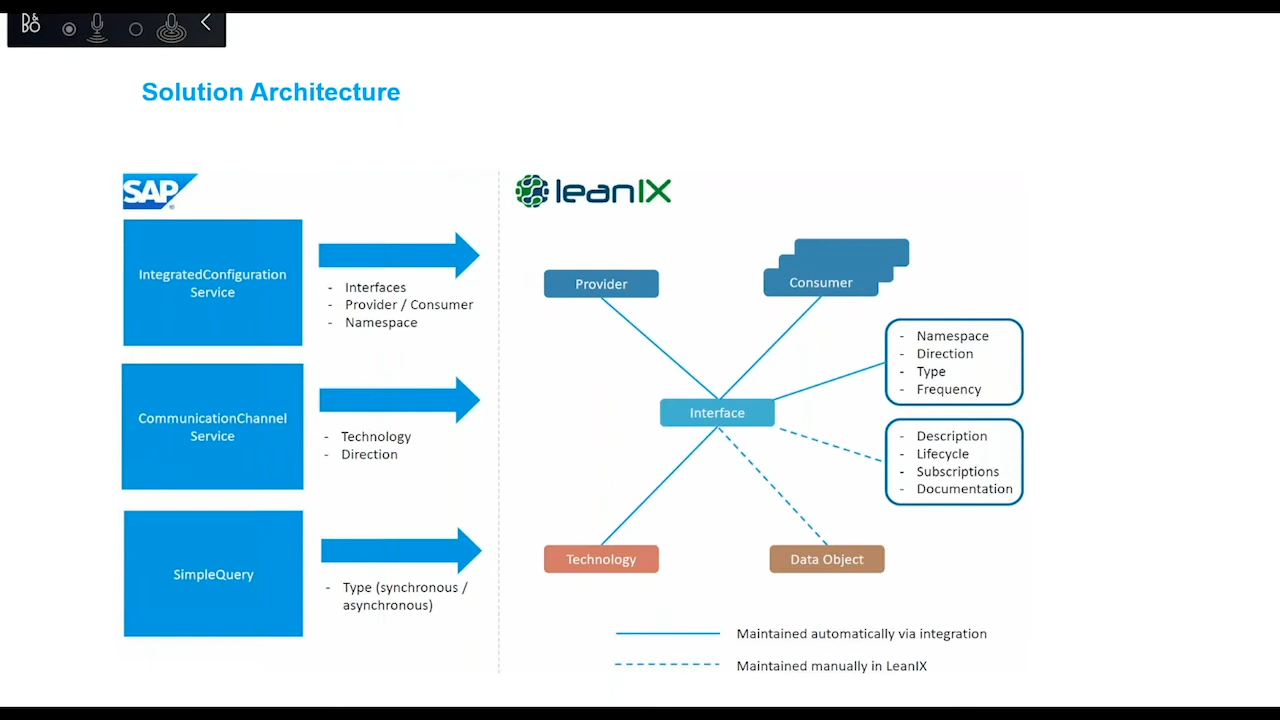 D&BO
Solution Architecture
SAP
®
leanIX
IntegratedConfiguration
Service
- Interfaces
- Provider / Consumer
- Namespace
CommunicationChannel
Service
- Technology
- Direction
SimpleQuery
- Type (synchronous /
asynchronous)
Provider
Consumer
- Namespace
- Direction
- Type
- Frequency
Interface
- Description
- Lifecycle
- Subscriptions
- Documentation
Technology
Data Object
Maintained automatically via integration
Maintained manually in LeanIX